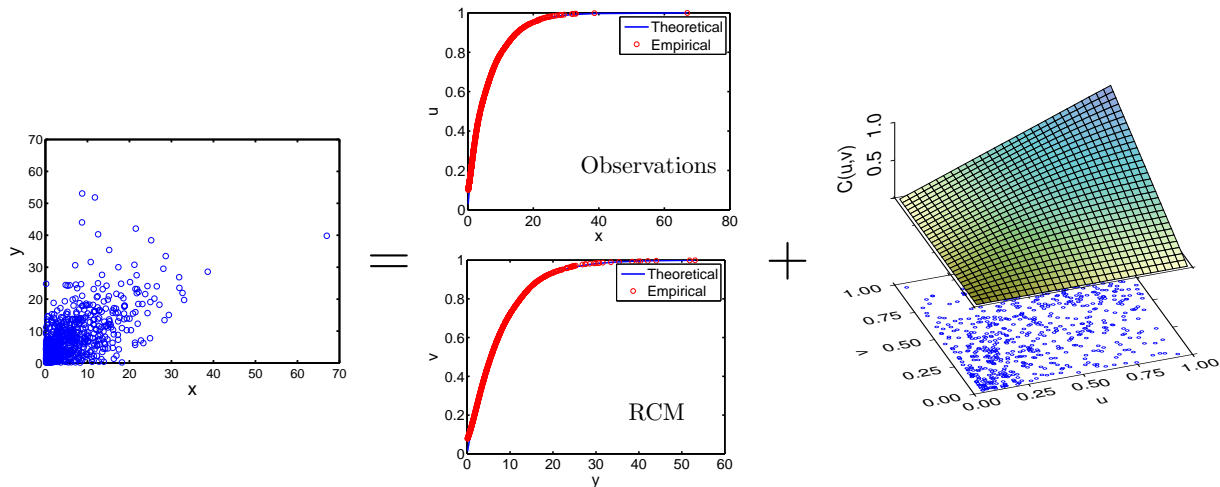 70
60
50
40
30
20
10
0
y
0 10 20 30 40 50 60 70
x
=
1
0.8
0.6
0.4
0.2
0
u
Theoretical
Empirical
Observations
0 20 40 60 80
x
1
0.8
0.6
0.4
0.2
0
v
Theoretical
Empirical
RCM
0 10 20 30 40 50 60
y
+
C(u,v)
1.0
0.5
1.00
0.75
0.50
0.25
0.00
v
0.00 0.25 0.50 0.75 1.00
u